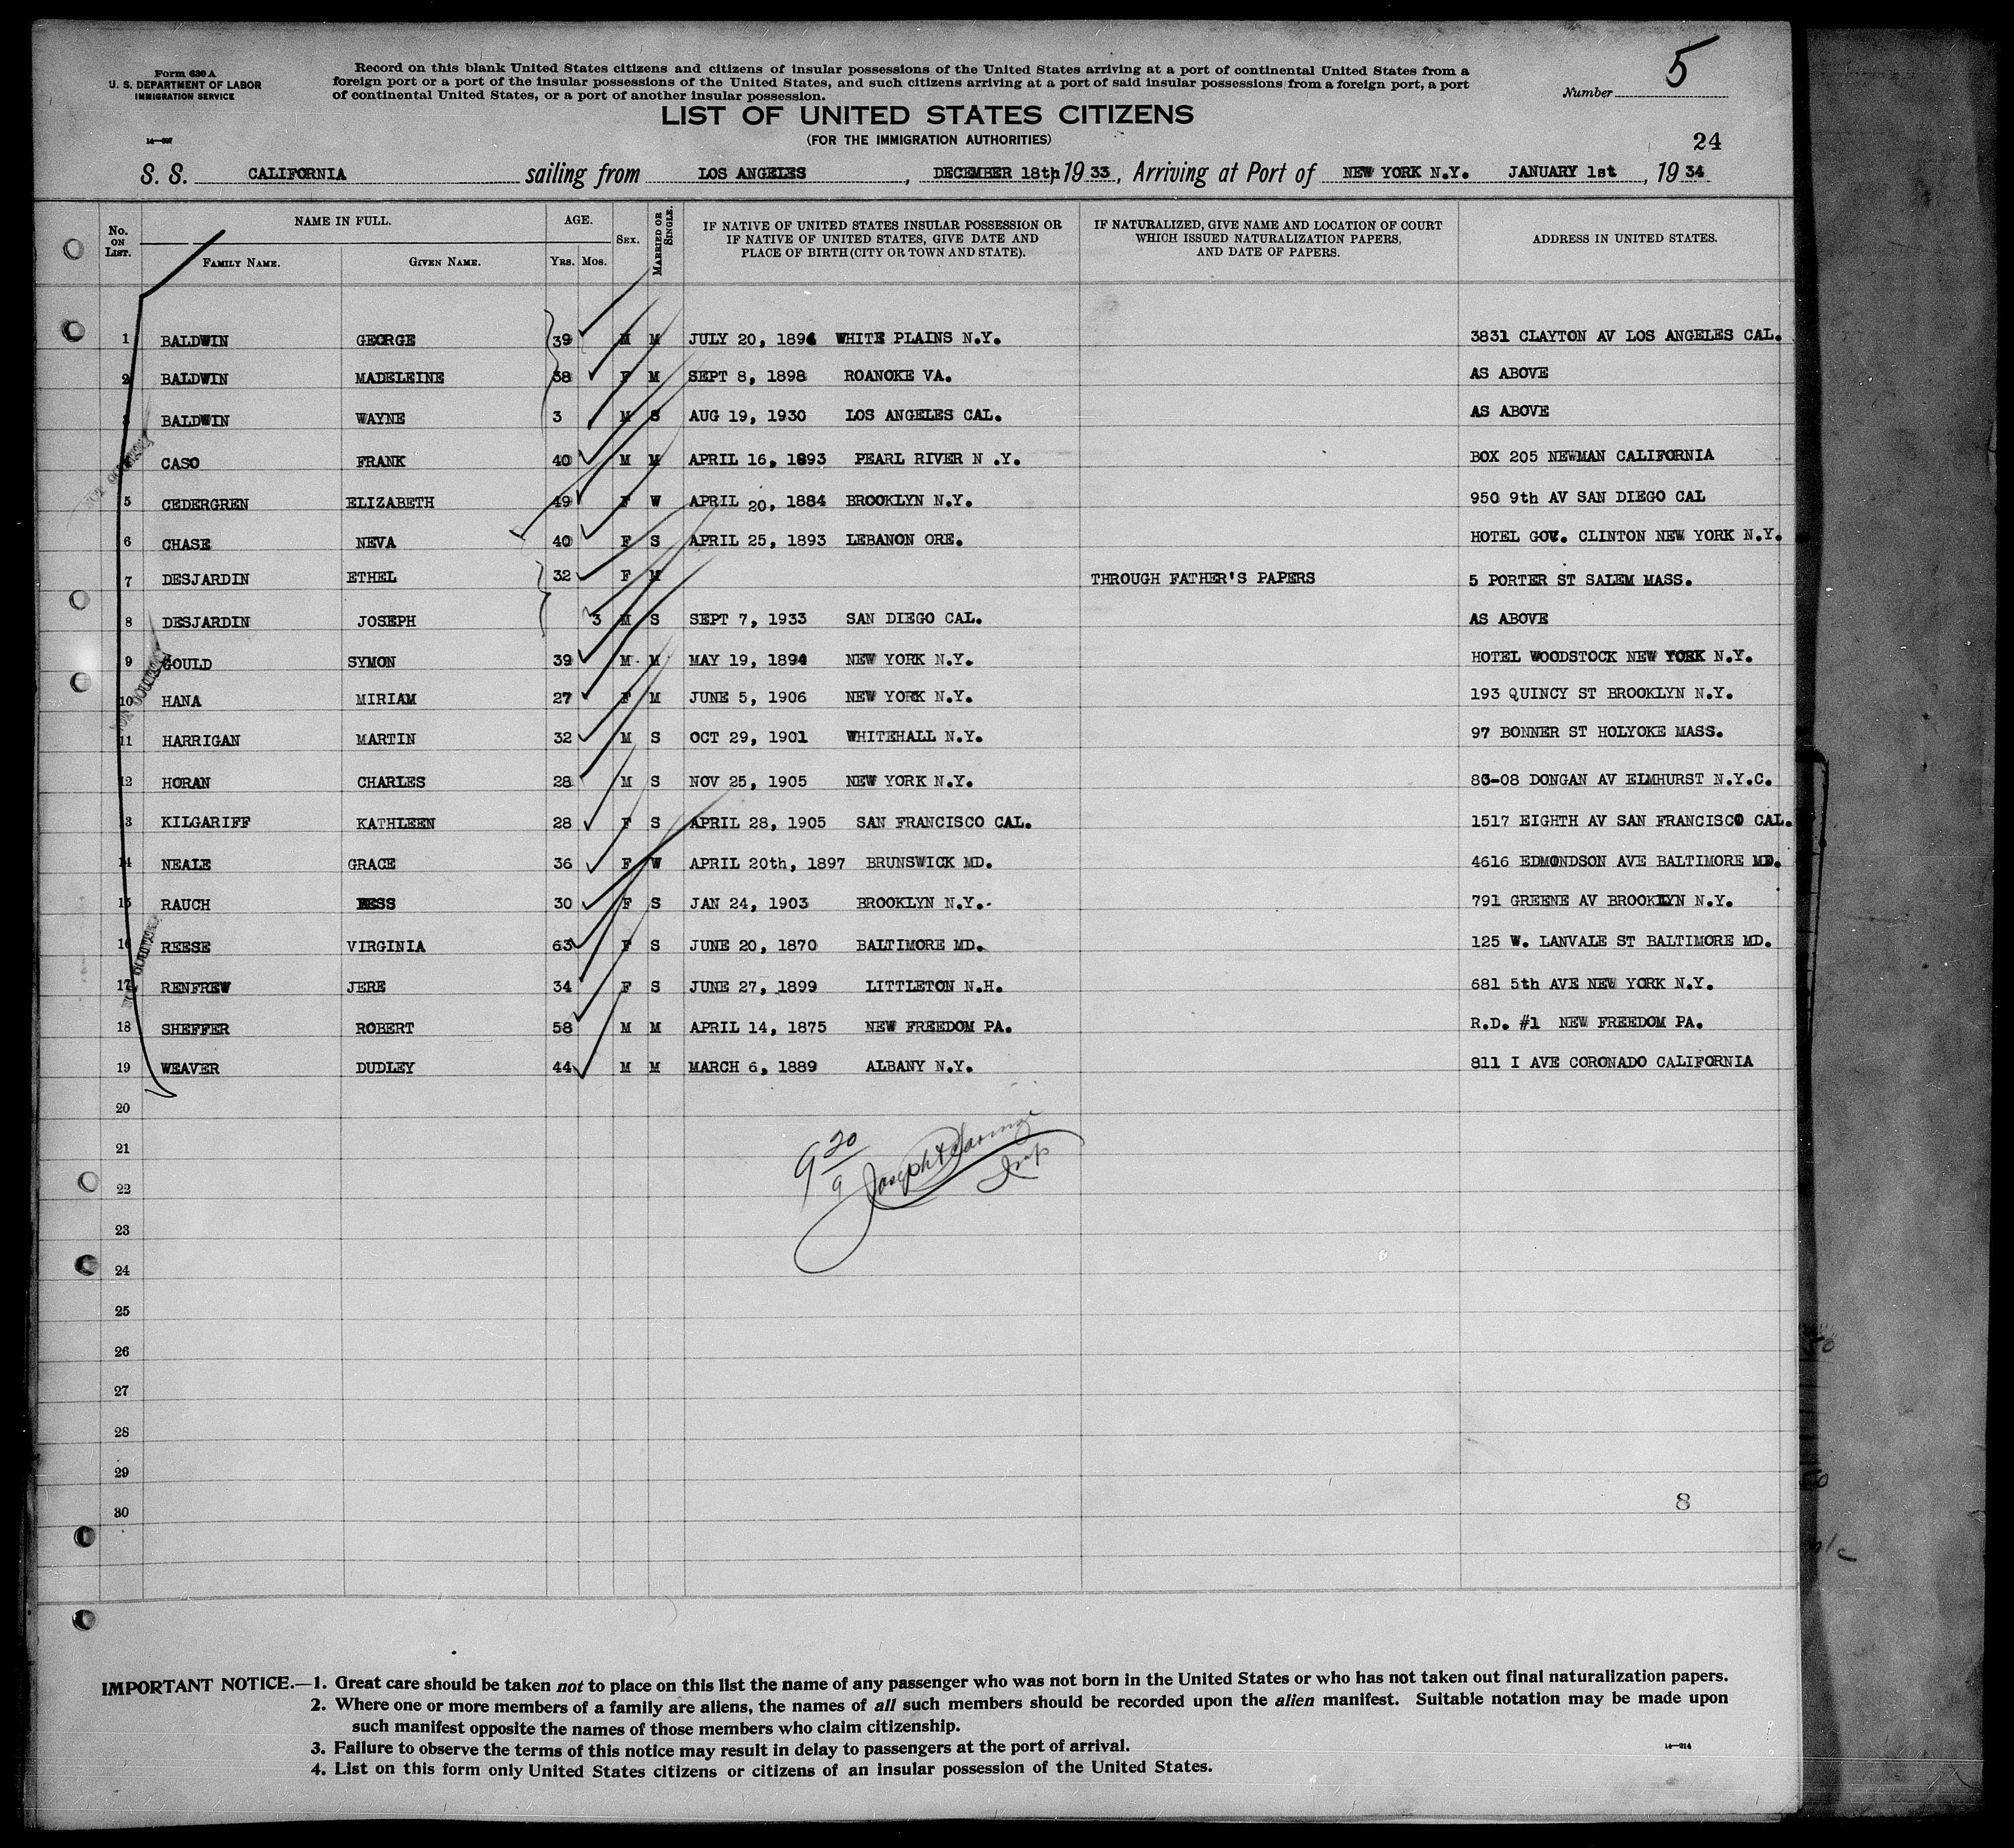 Form 630 A
U. S. DEPARTMENT OF LABOR
IMMIGRATION SERVICE
14—607
Record on this blank United States citizens and citizens of insular possessions of the United States arriving at a port of continental United States from a
foreign port or a port of the insular possessions of the United States, and such citizens arriving at a port of said insular possessions from a foreign port, a port
of continental United States, or a port of another insular possession.
Number 5
LIST OF UNITED STATES CITIZENS
(FOR THE IMMIGRATION AUTHORITIES)
24
S. S. CALIFORNIA sailing from LOS ANGELES, DECEMBER 18th 19 33, Arriving at Port of NEW YORK N.Y. JANUARY 1st, 19 34
No. ON LIST. NAME IN FULL. FAMILY NAME. GIVEN NAME. AGE. YRS. MOS. SEX. MARRIED OR SINGLE. IF NATIVE OF UNITED STATES INSULAR POSSESSION OR IF NATIVE OF UNITED STATES, GIVE DATE AND PLACE OF BIRTH (CITY OR TOWN AND STATE). IF NATURALIZED, GIVE NAME AND LOCATION OF COURT WHICH ISSUED NATURALIZATION PAPERS, AND DATE OF PAPERS. ADDRESS IN UNITED STATES.
1 BALDWIN GEORGE 39 M M JULY 20, 1894 WHITE PLAINS N.Y. 3831 CLAYTON AV LOS ANGELES CAL.
2 BALDWIN MADELEINE 38 F M SEPT 8, 1898 ROANOKE VA. AS ABOVE
3 BALDWIN WAYNE 3 M S AUG 19, 1930 LOS ANGELES CAL. AS ABOVE
CASO FRANK 40 M M APRIL 16, 1893 PEARL RIVER N .Y. BOX 205 NEWMAN CALIFORNIA
5 CEDERGREN ELIZABETH 49 F W APRIL 20, 1884 BROOKLYN N.Y. 950 9th AV SAN DIEGO CAL
6 CHASE NEVA 40 F S APRIL 25, 1893 LEBANON ORE. HOTEL GOV. CLINTON NEW YORK N.Y.
7 DESJARDIN ETHEL 32 F M THROUGH FATHER'S PAPERS 5 PORTER ST SALEM MASS.
8 DESJARDIN JOSEPH 3 M S SEPT 7, 1933 SAN DIEGO CAL. AS ABOVE
9 GOULD SYMON 39 M M MAY 19, 1894 NEW YORK N.Y. HOTEL WOODSTOCK NEW YORK N.Y.
10 HANA MIRIAM 27 F M JUNE 5, 1906 NEW YORK N.Y. 193 QUINCY ST BROOKLYN N.Y.
11 HARRIGAN MARTIN 32 M S OCT 29, 1901 WHITEHALL N.Y. 97 BONNER ST HOLYOKE MASS.
12 HORAN CHARLES 28 M S NOV 25, 1905 NEW YORK N.Y. 83-08 DONGAN AV ELMHURST N.Y.C.
13 KILGARIFF KATHLEEN 28 F S APRIL 28, 1905 SAN FRANCISCO CAL. 1517 EIGHTH AV SAN FRANCISCO CAL.
14 NEALE GRACE 36 F W APRIL 20th, 1897 BRUNSWICK MD. 4616 EDMONDSON AVE BALTIMORE MD.
15 RAUCH BESS 30 F S JAN 24, 1903 BROOKLYN N.Y. 791 GREENE AV BROOKLYN N.Y.
16 REESE VIRGINIA 63 F S JUNE 20, 1870 BALTIMORE MD. 125 W. LANVALE ST BALTIMORE MD.
17 RENFREW JERE 34 F S JUNE 27, 1899 LITTLETON N.H. 681 5th AVE NEW YORK N.Y.
18 SHEFFER ROBERT 58 M M APRIL 14, 1875 NEW FREEDOM PA. R.D. #1 NEW FREEDOM PA.
19 WEAVER DUDLEY 44 M M MARCH 6, 1889 ALBANY N.Y. 811 I AVE CORONADO CALIFORNIA
20
21
22
23
24
25
26
27
28
29
30
8
IMPORTANT NOTICE.—1. Great care should be taken not to place on this list the name of any passenger who was not born in the United States or who has not taken out final naturalization papers.
2. Where one or more members of a family are aliens, the names of all such members should be recorded upon the alien manifest. Suitable notation may be made upon
such manifest opposite the names of those members who claim citizenship.
3. Failure to observe the terms of this notice may result in delay to passengers at the port of arrival.
4. List on this form only United States citizens or citizens of an insular possession of the United States.
14—214